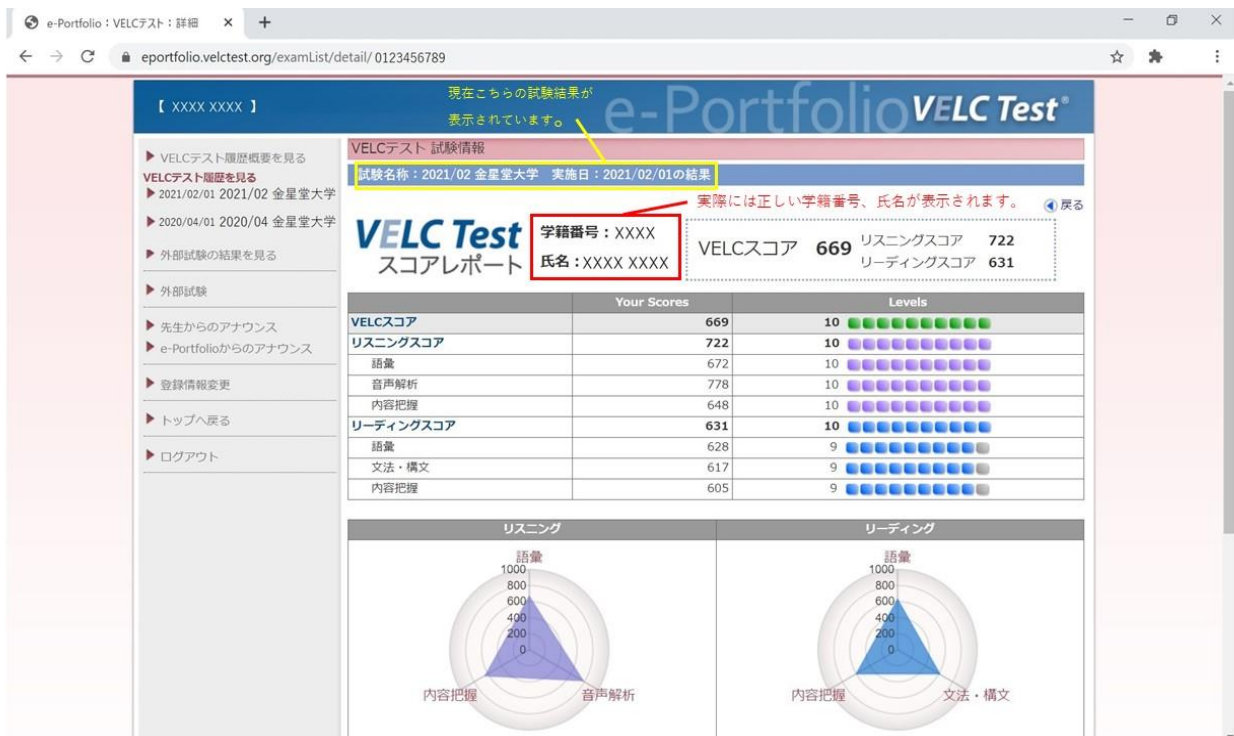 e-Portfolio：VELCテスト：詳細
eportfolio.velctest.org/examList/detail/ 0123456789
【 XXXX XXXX 】
現在こちらの試験結果が
表示されています。
e-Portfolio VELC Test®
▶ VELCテスト履歴概要を見る
VELCテスト履歴を見る
▶ 2021/02/01 2021/02 金星堂大学
▶ 2020/04/01 2020/04 金星堂大学
▶ 外部試験の結果を見る
▶ 外部試験
▶ 先生からのアナウンス
▶ e-Portfolioからのアナウンス
▶ 登録情報変更
▶ トップへ戻る
▶ ログアウト
VELCテスト 試験情報
試験名称：2021/02 金星堂大学　実施日：2021/02/01の結果
実際には正しい学籍番号、氏名が表示されます。
戻る
VELC Test
スコアレポート
学籍番号：XXXX
氏名：XXXX XXXX
VELCスコア 669
リスニングスコア 722
リーディングスコア 631
Your Scores Levels
VELCスコア 669 10
リスニングスコア 722 10
語彙 672 10
音声解析 778 10
内容把握 648 10
リーディングスコア 631 10
語彙 628 9
文法・構文 617 9
内容把握 605 9
リスニング
語彙
1000
800
600
400
200
0
内容把握 音声解析
リーディング
語彙
1000
800
600
400
200
0
内容把握 文法・構文